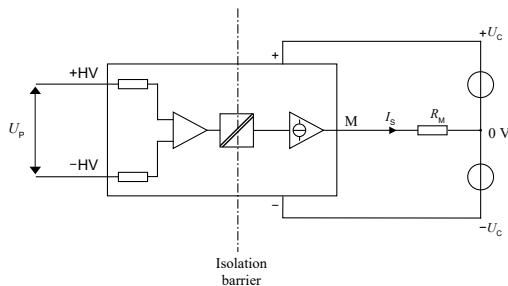 +U_C
+
+HV
U_P
M
I_S
R_M
0 V
−HV
−
−U_C
Isolation
barrier